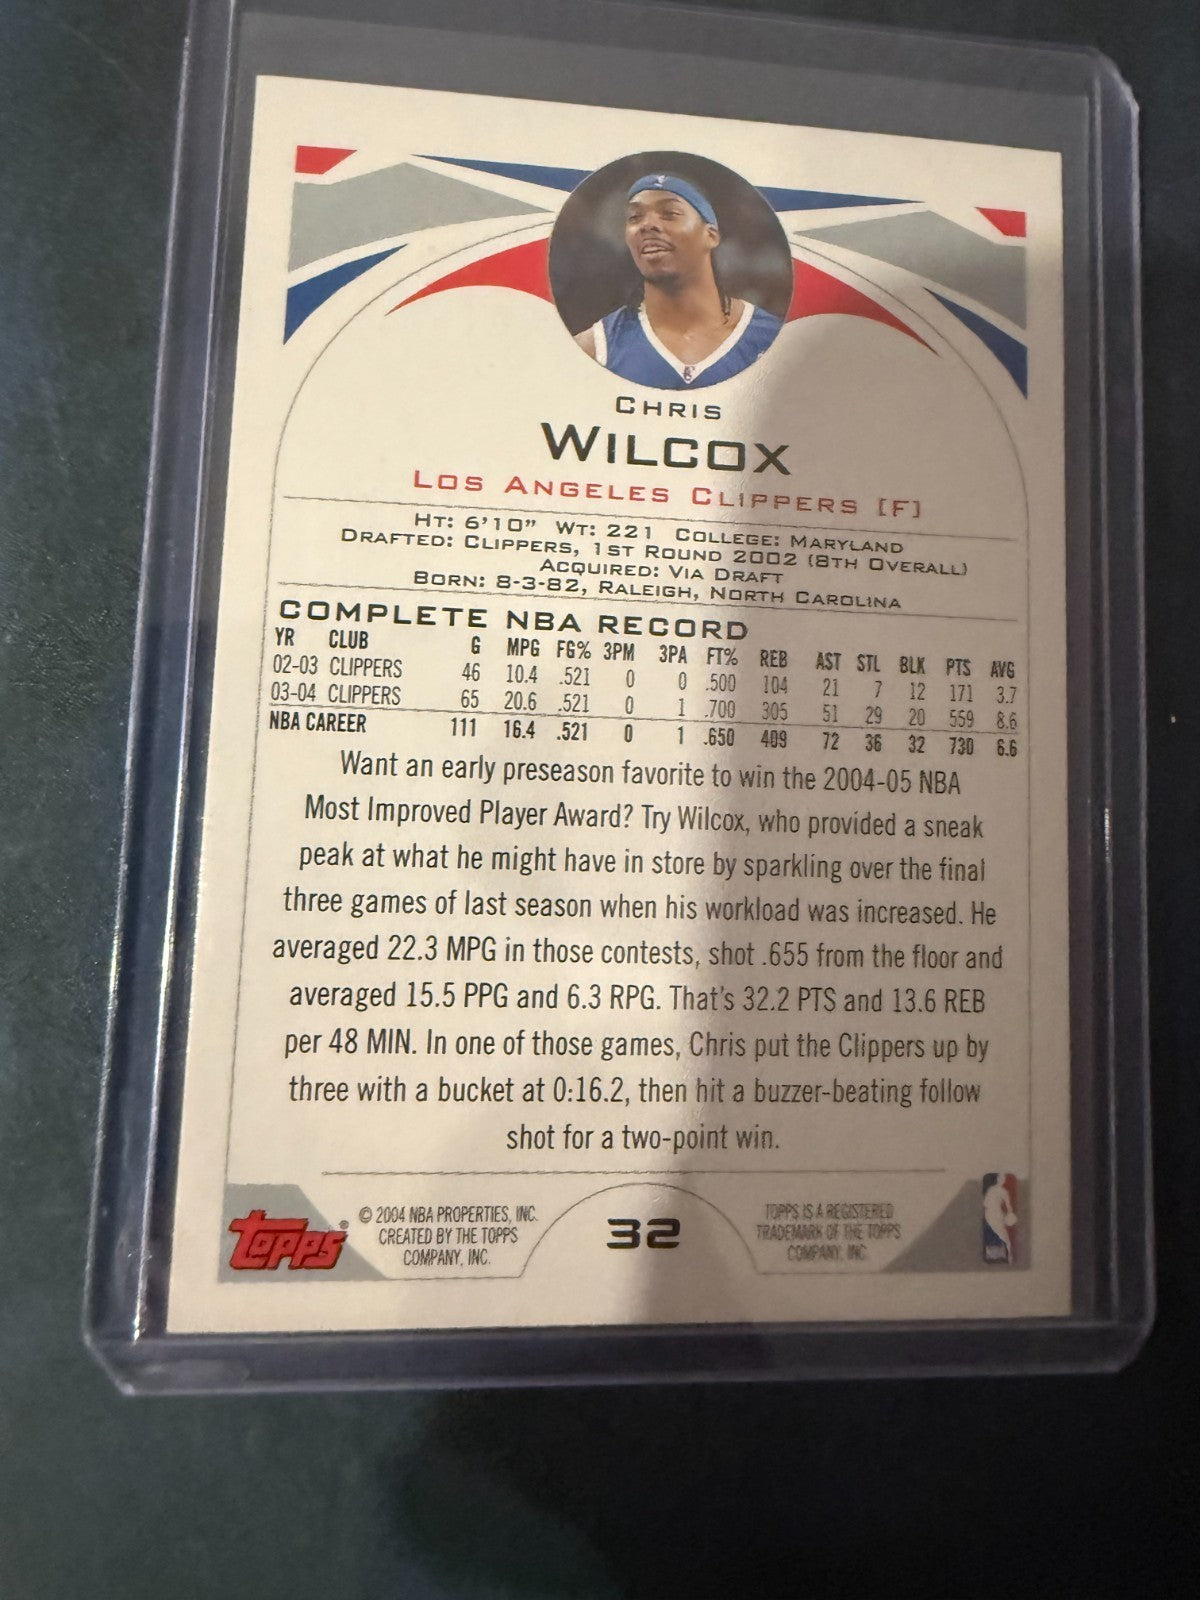 CHRIS
WILCOX
LOS ANGELES CLIPPERS [F]
HT: 6'10" WT: 221 COLLEGE: MARYLAND
DRAFTED: CLIPPERS, 1ST ROUND 2002 (8TH OVERALL)
ACQUIRED: VIA DRAFT
BORN: 8-3-82, RALEIGH, NORTH CAROLINA
COMPLETE NBA RECORD
YR CLUB G MPG FG% 3PM 3PA FT% REB AST STL BLK PTS AVG
02-03 CLIPPERS 46 10.4 .521 0 0 .500 104 21 7 12 171 3.7
03-04 CLIPPERS 65 20.6 .521 0 1 .700 305 51 29 20 559 8.6
NBA CAREER 111 16.4 .521 0 1 .650 409 72 36 32 730 6.6
Want an early preseason favorite to win the 2004-05 NBA
Most Improved Player Award? Try Wilcox, who provided a sneak
peak at what he might have in store by sparkling over the final
three games of last season when his workload was increased. He
averaged 22.3 MPG in those contests, shot .655 from the floor and
averaged 15.5 PPG and 6.3 RPG. That's 32.2 PTS and 13.6 REB
per 48 MIN. In one of those games, Chris put the Clippers up by
three with a bucket at 0:16.2, then hit a buzzer-beating follow
shot for a two-point win.
Topps®
© 2004 NBA PROPERTIES, INC.
CREATED BY THE TOPPS
COMPANY, INC.
32
TOPPS IS A REGISTERED
TRADEMARK OF THE TOPPS
COMPANY, INC.
NBA